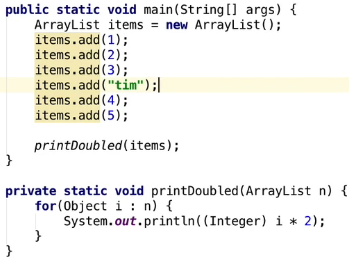 public static void main(String[] args) {
    ArrayList items = new ArrayList();
    items.add(1);
    items.add(2);
    items.add(3);
    items.add("tim");
    items.add(4);
    items.add(5);

    printDoubled(items);
}

private static void printDoubled(ArrayList n) {
    for(Object i : n) {
        System.out.println((Integer) i * 2);
    }
}